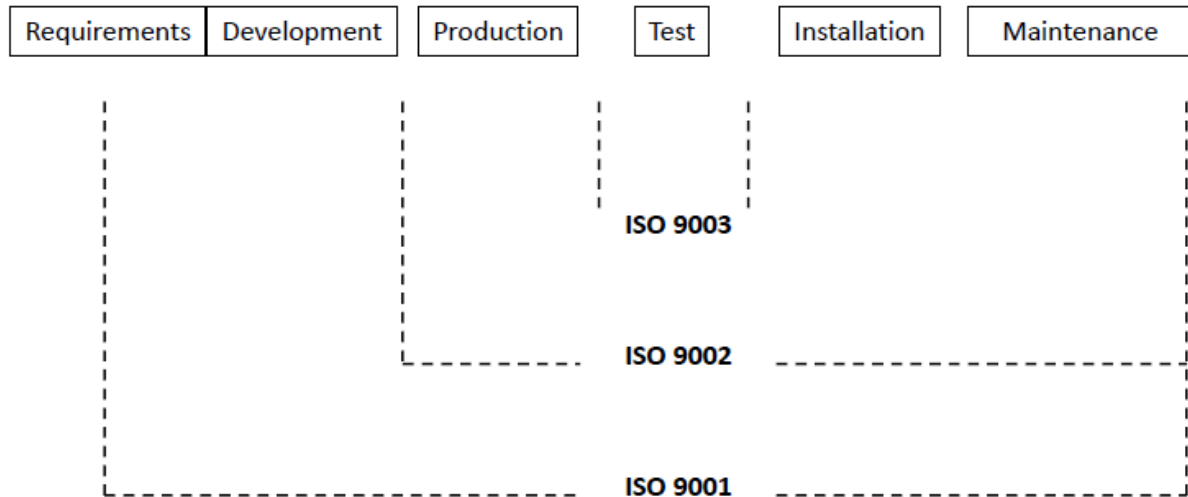 Requirements Development Production Test Installation Maintenance
ISO 9003
ISO 9002
ISO 9001